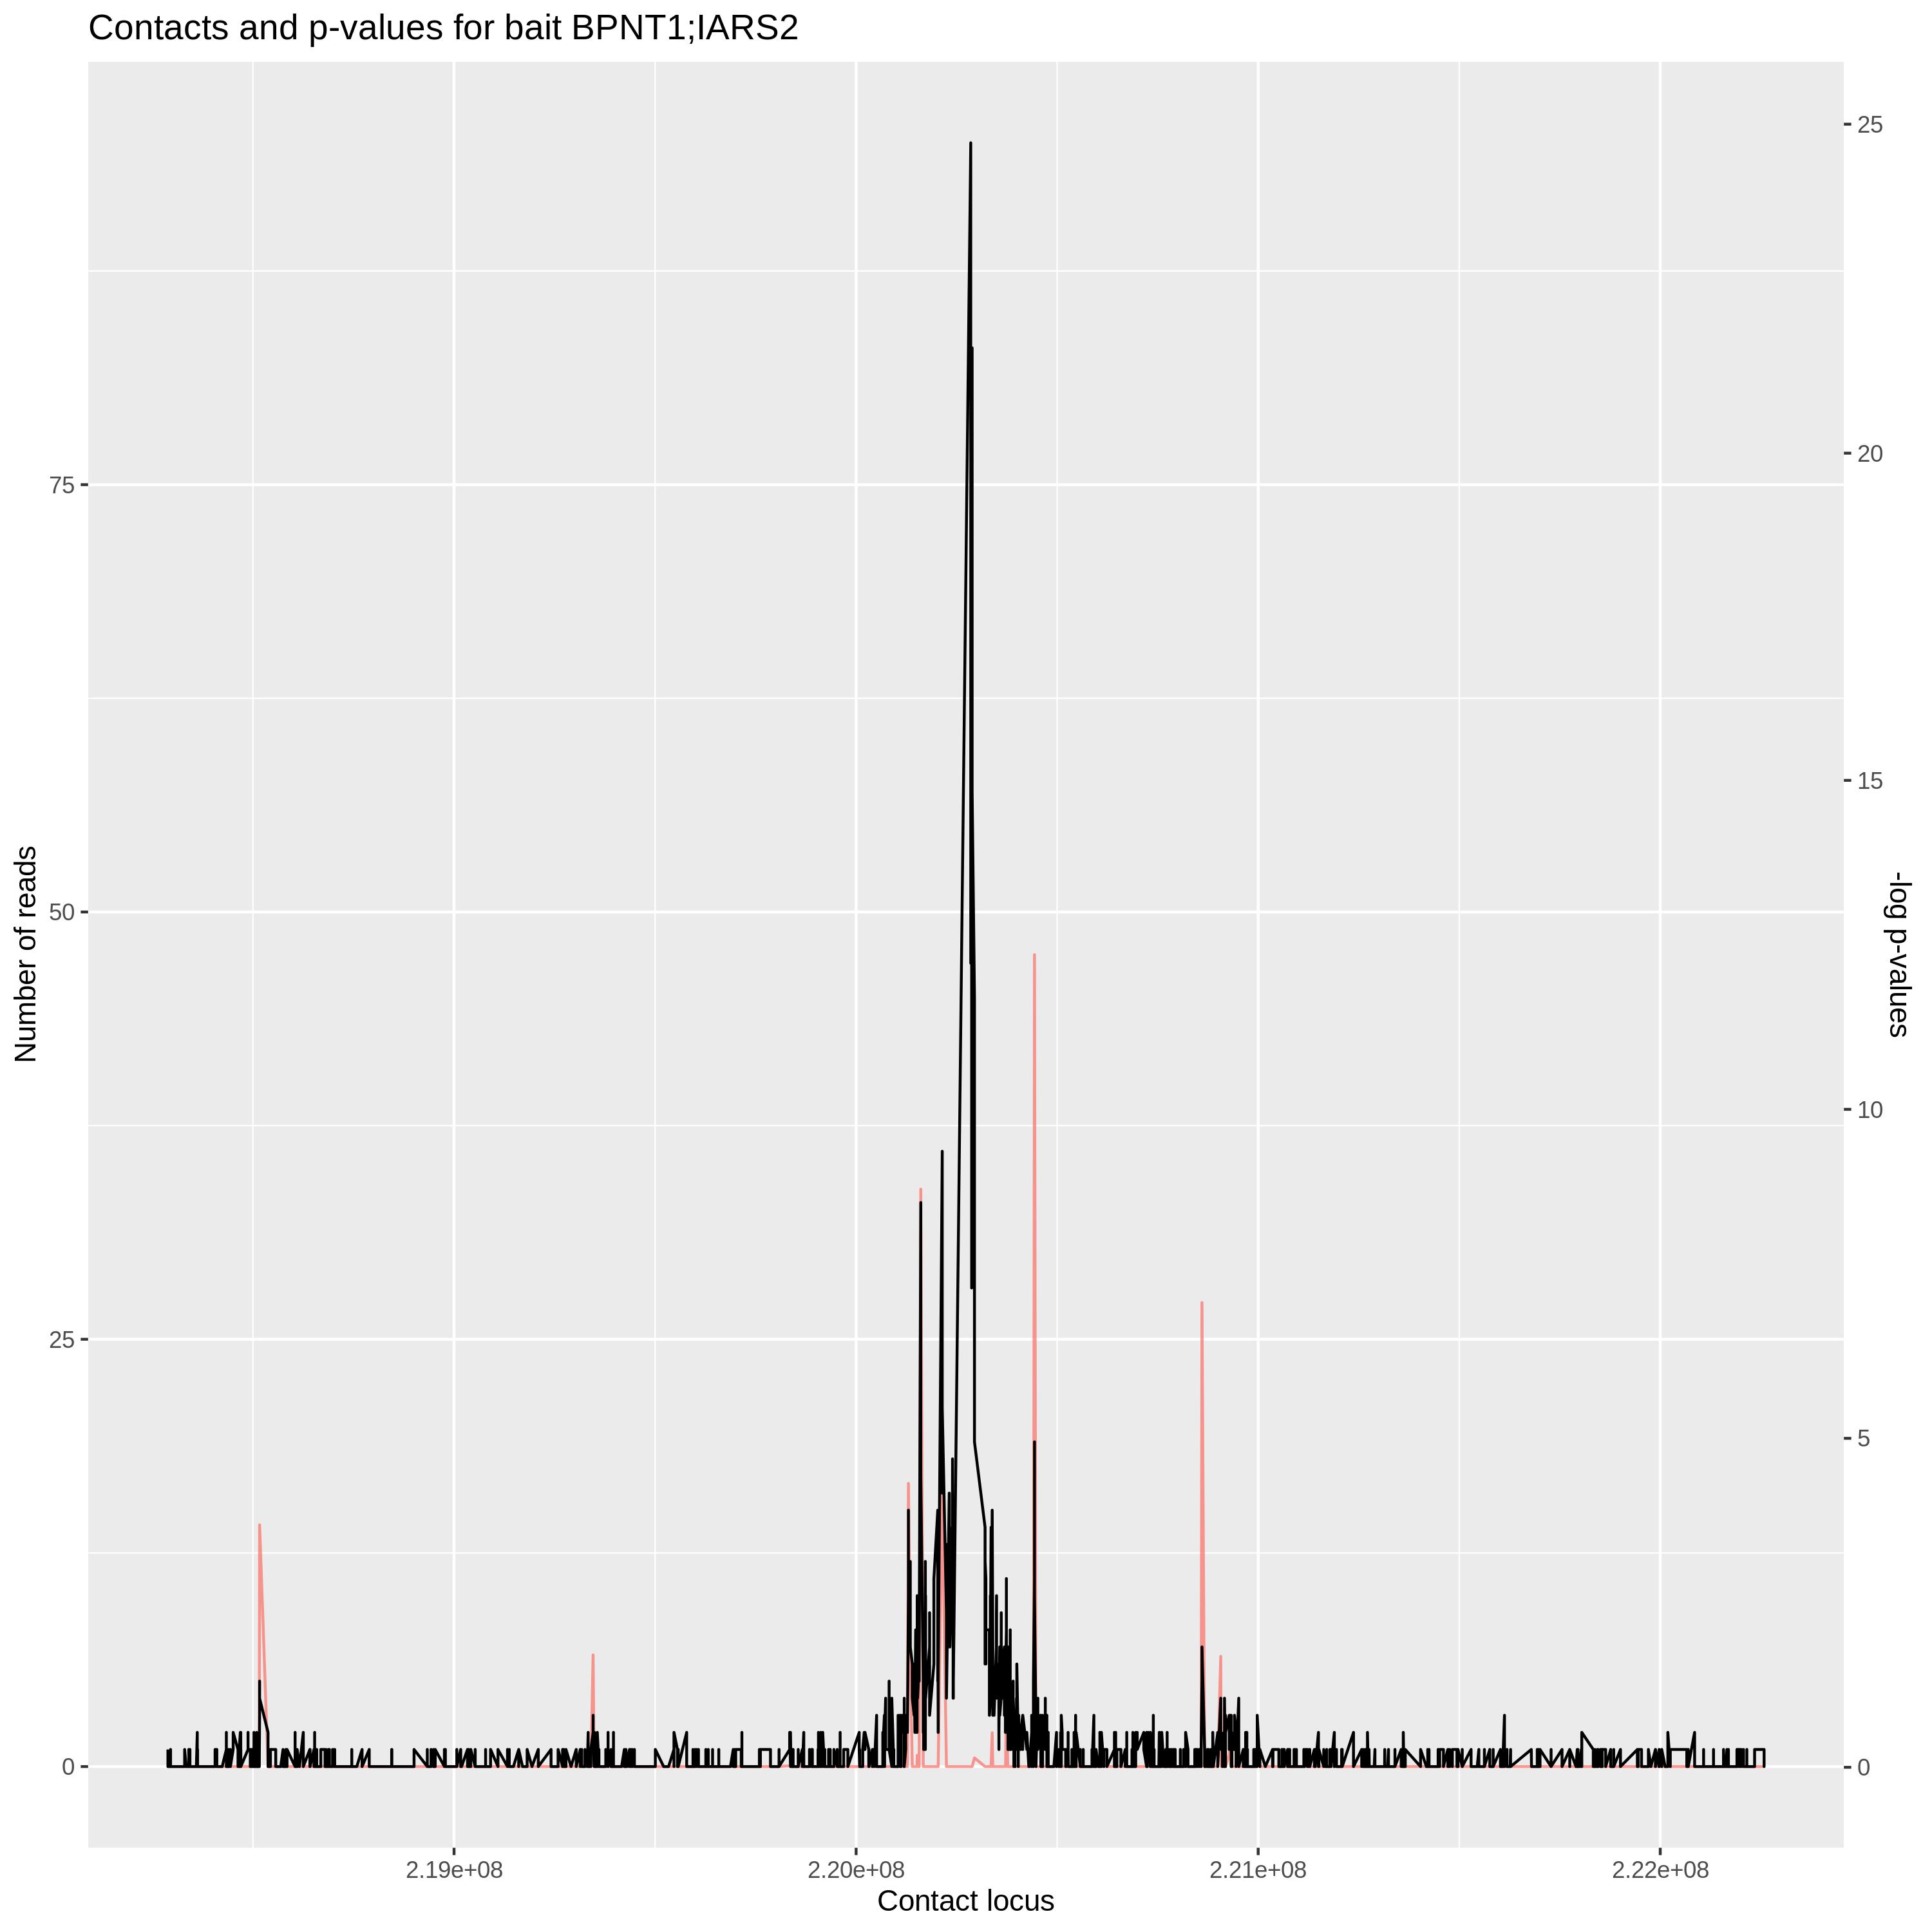 Contacts and p-values for bait BPNT1;IARS2
25
20
75
15
Number of reads
-log p-values
50
10
5
25
0
0
2.19e+08
2.20e+08
2.21e+08
2.22e+08
Contact locus